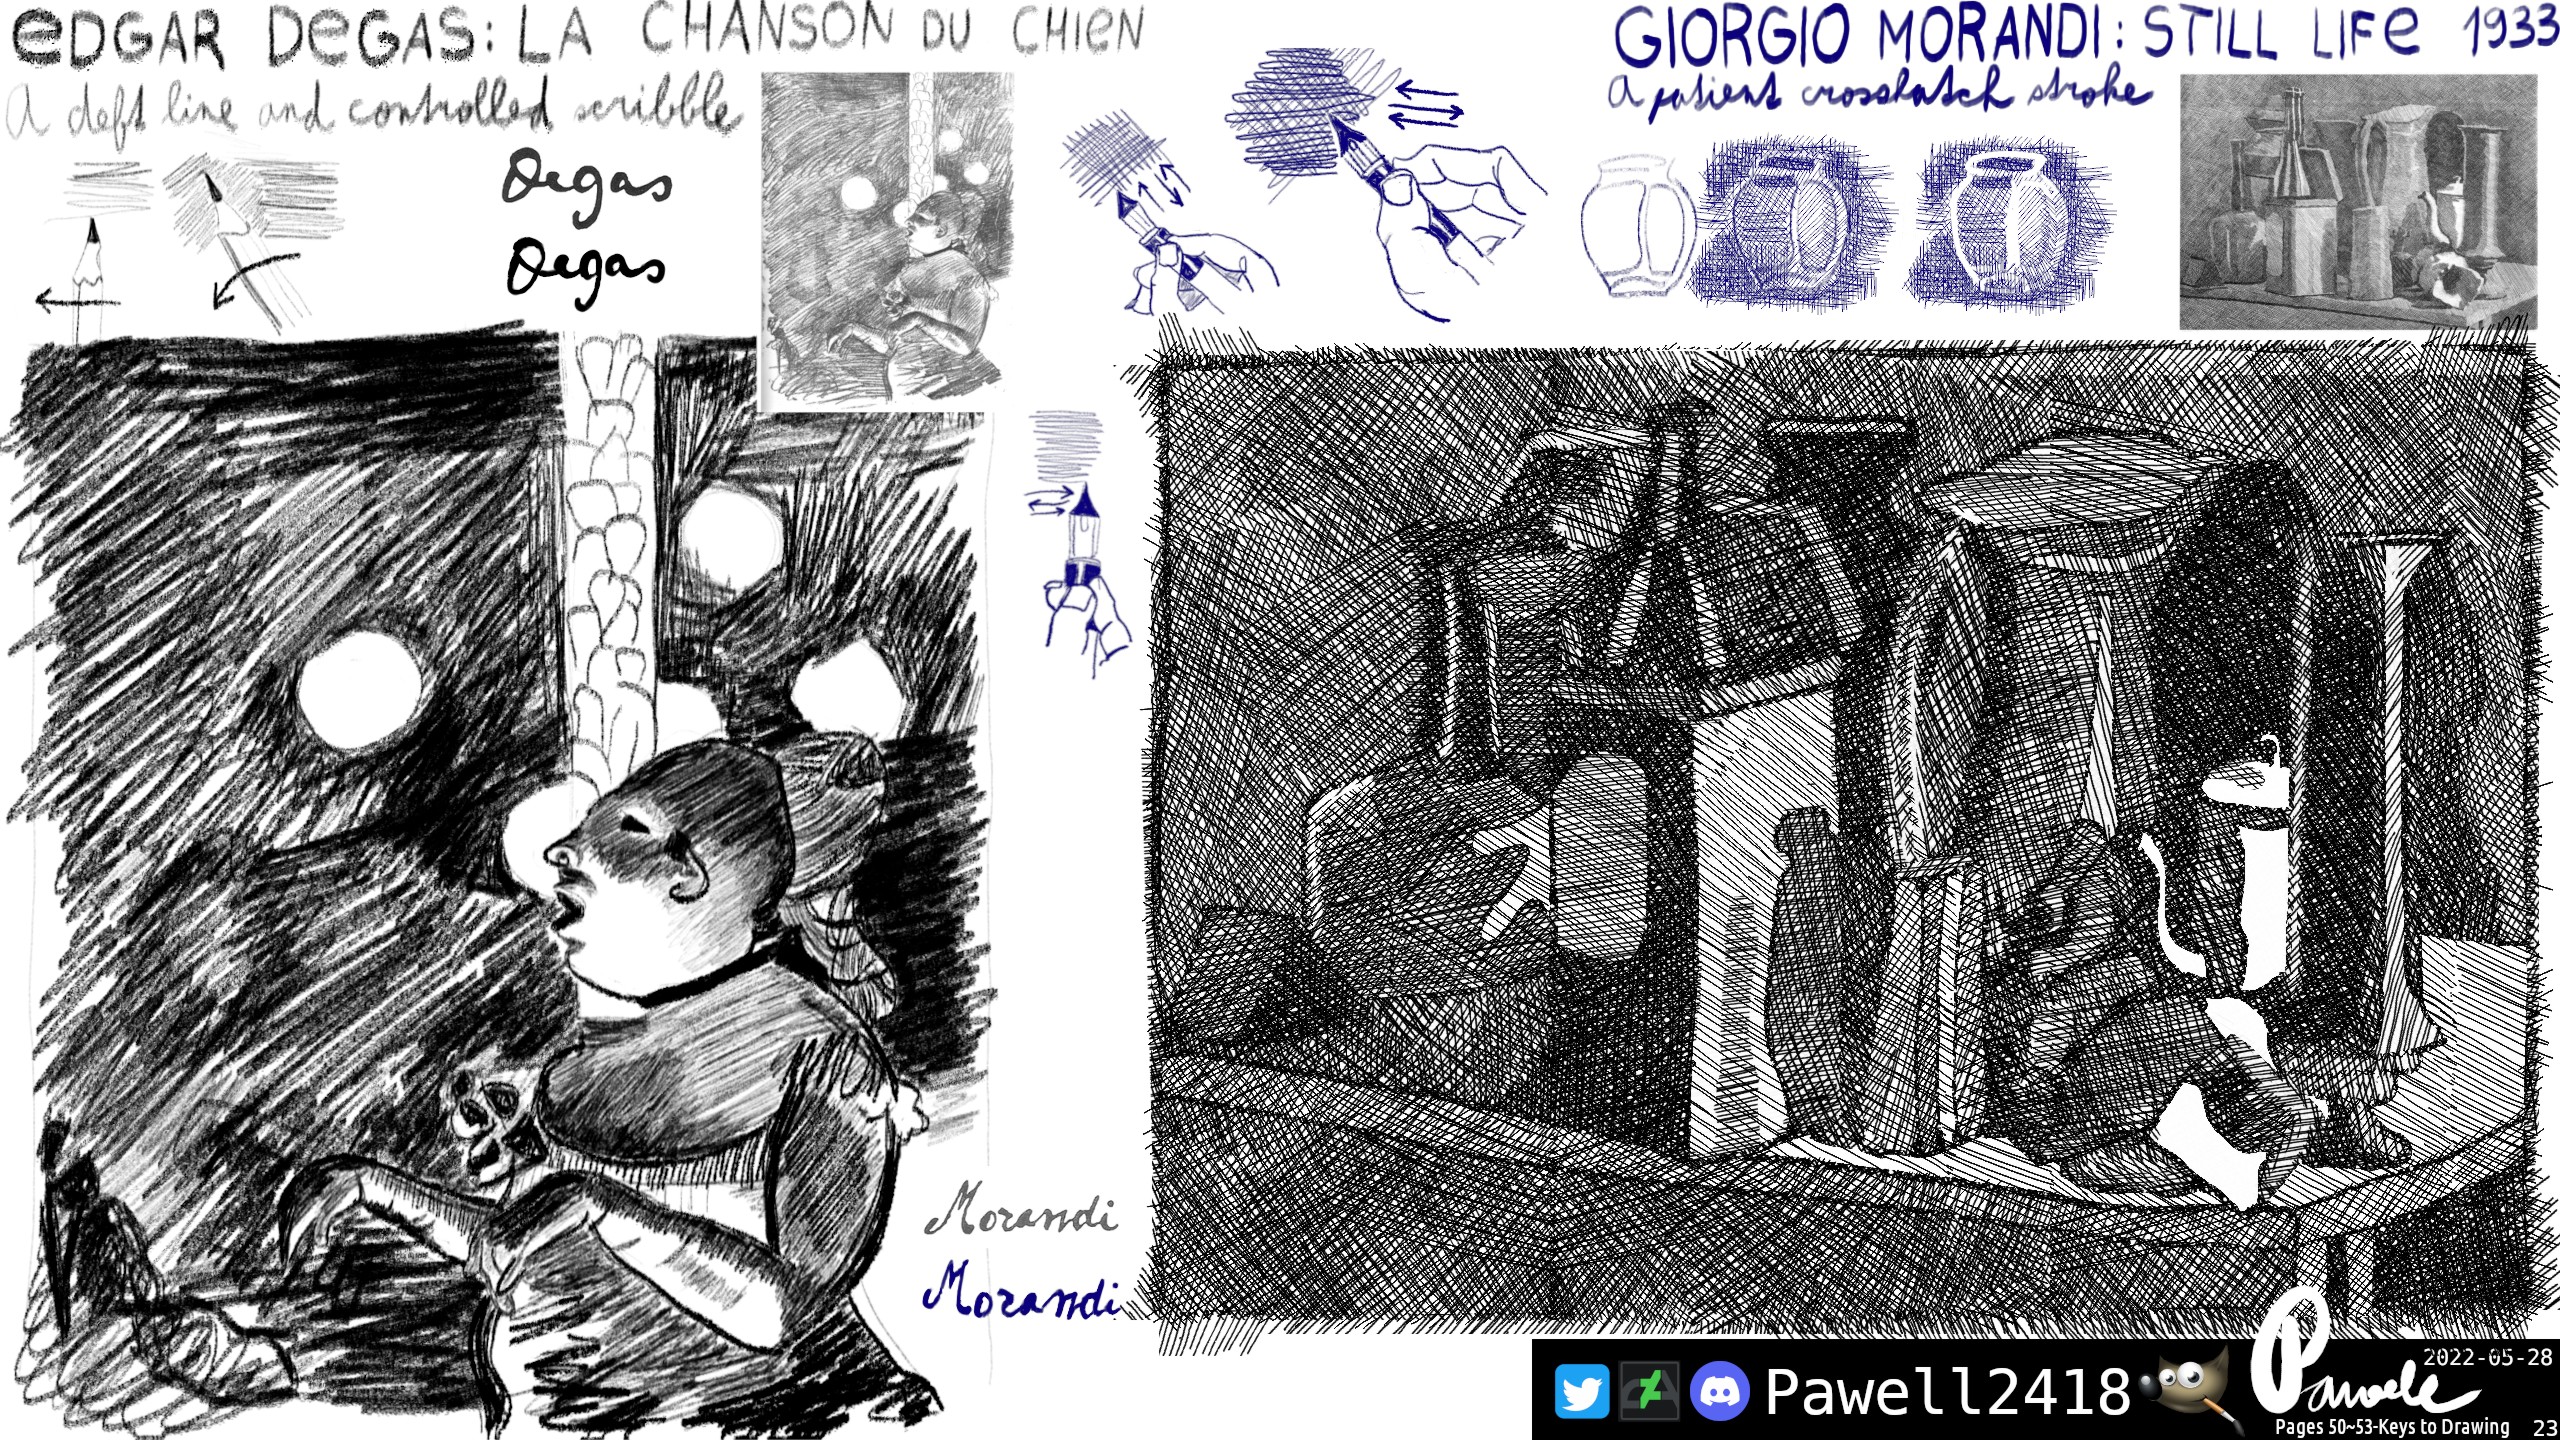 eDGAR DeGAS: LA CHANSON DU CHIeN
A deft line and controlled scribble
Degas
Degas
GIORGIO MORANDI: STILL LIFe 1933
A patient crosshatch stroke
Morandi
Morandi
Pawell2418
Pawele
2022-05-28
Pages 50~53-Keys to Drawing
23